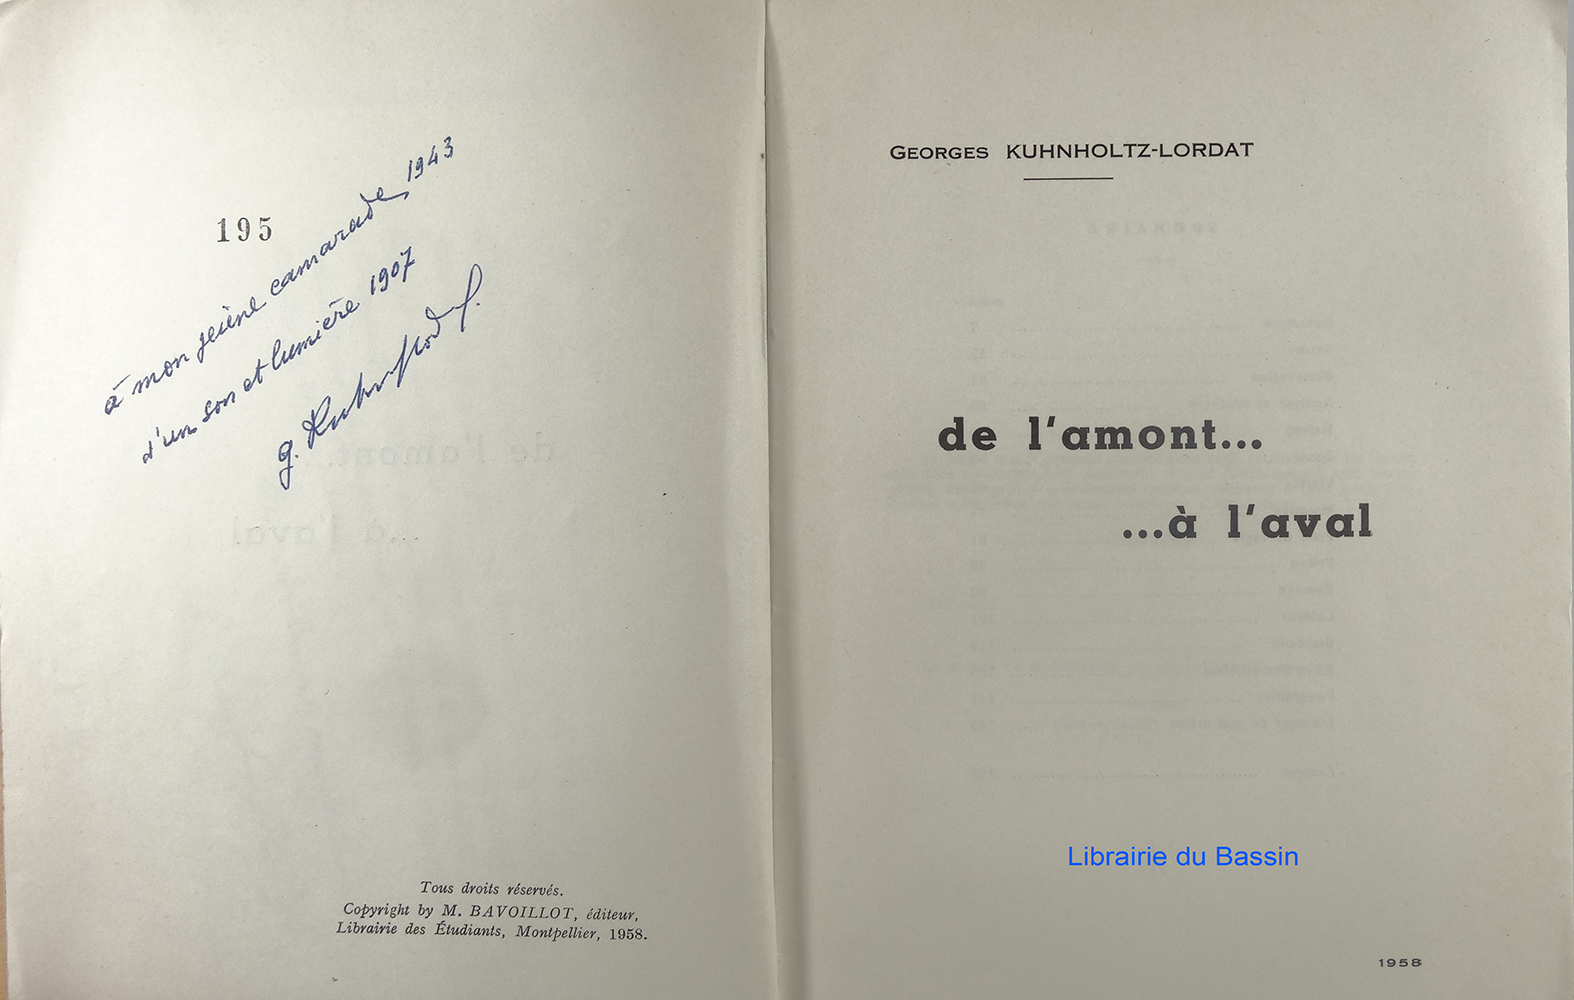 195
à mon jeune camarade 1943
d'un son et lumière 1907
g. Kuhnholtz
Tous droits réservés.
Copyright by M. BAVOILLOT, éditeur,
Librairie des Étudiants, Montpellier, 1958.
GEORGES KUHNHOLTZ-LORDAT
de l'amont...
...à l'aval
Librairie du Bassin
1958